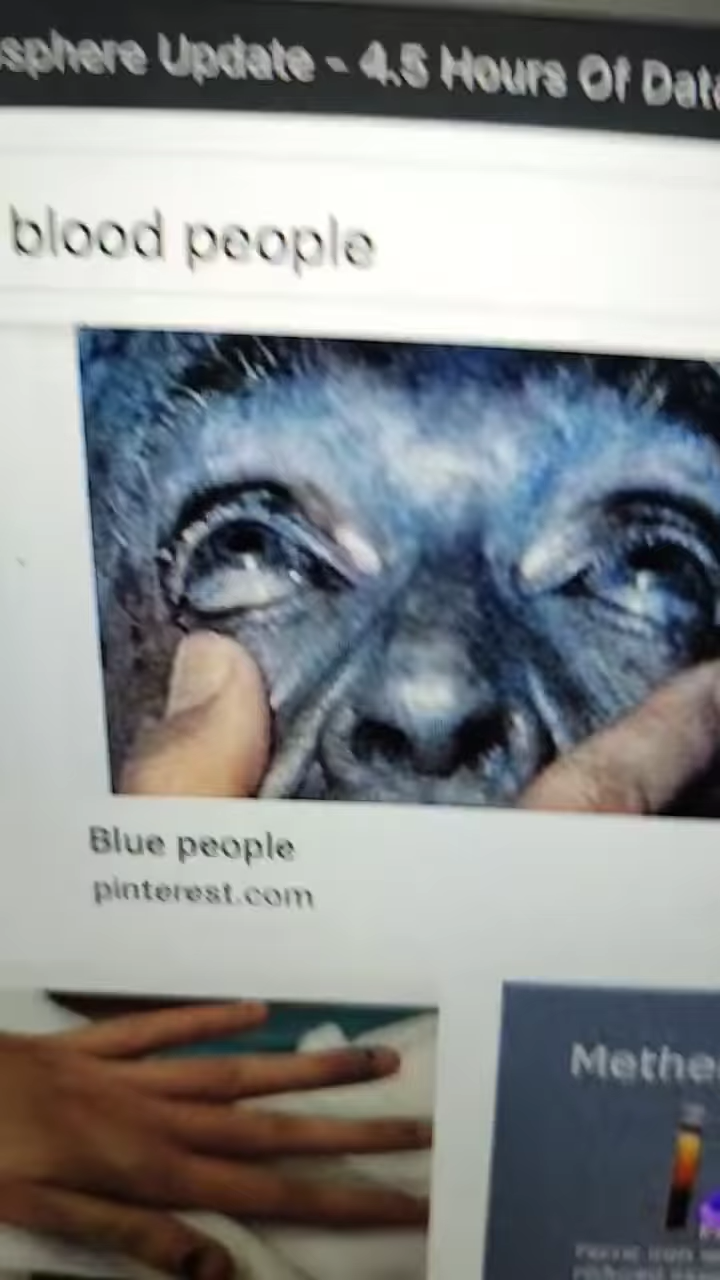 sphere Update - 4.5 Hours Of Data
blood people
Blue people
pinterest.com
Methe